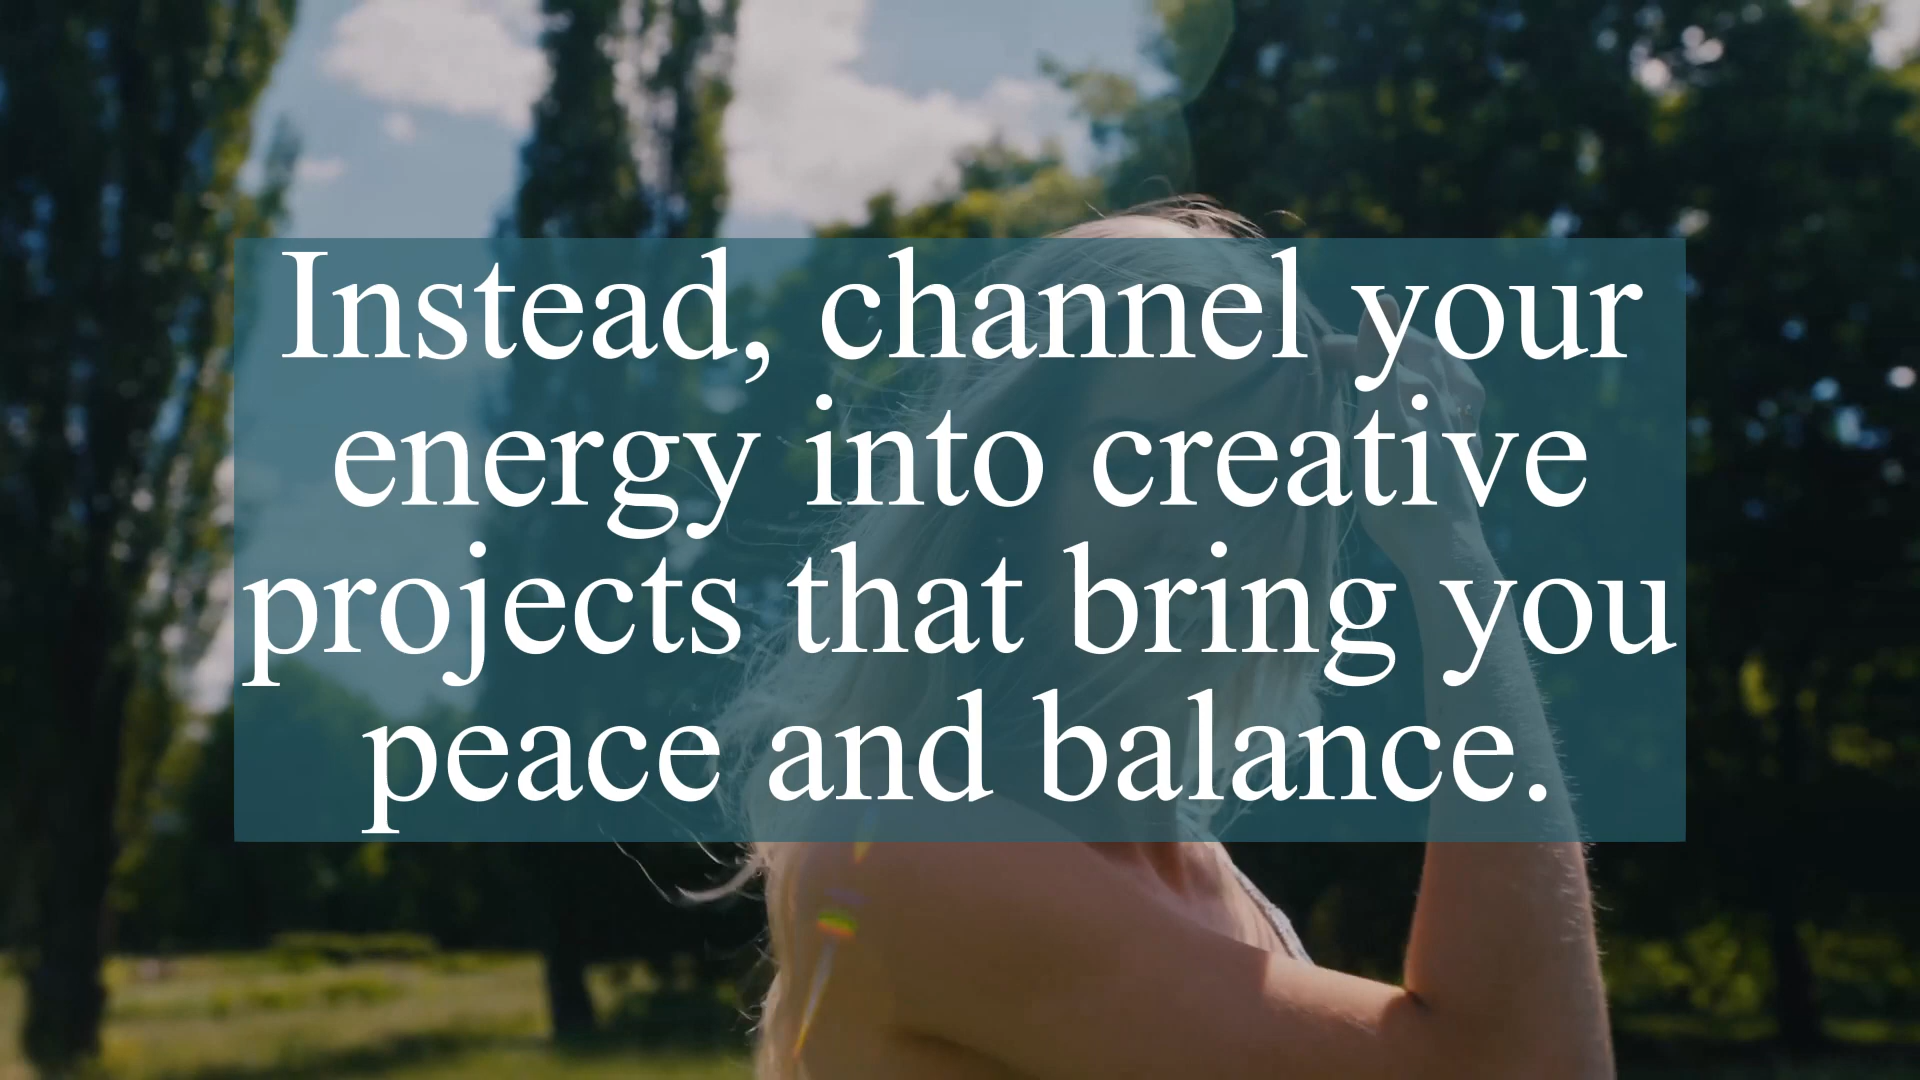 Instead, channel your
energy into creative
projects that bring you
peace and balance.